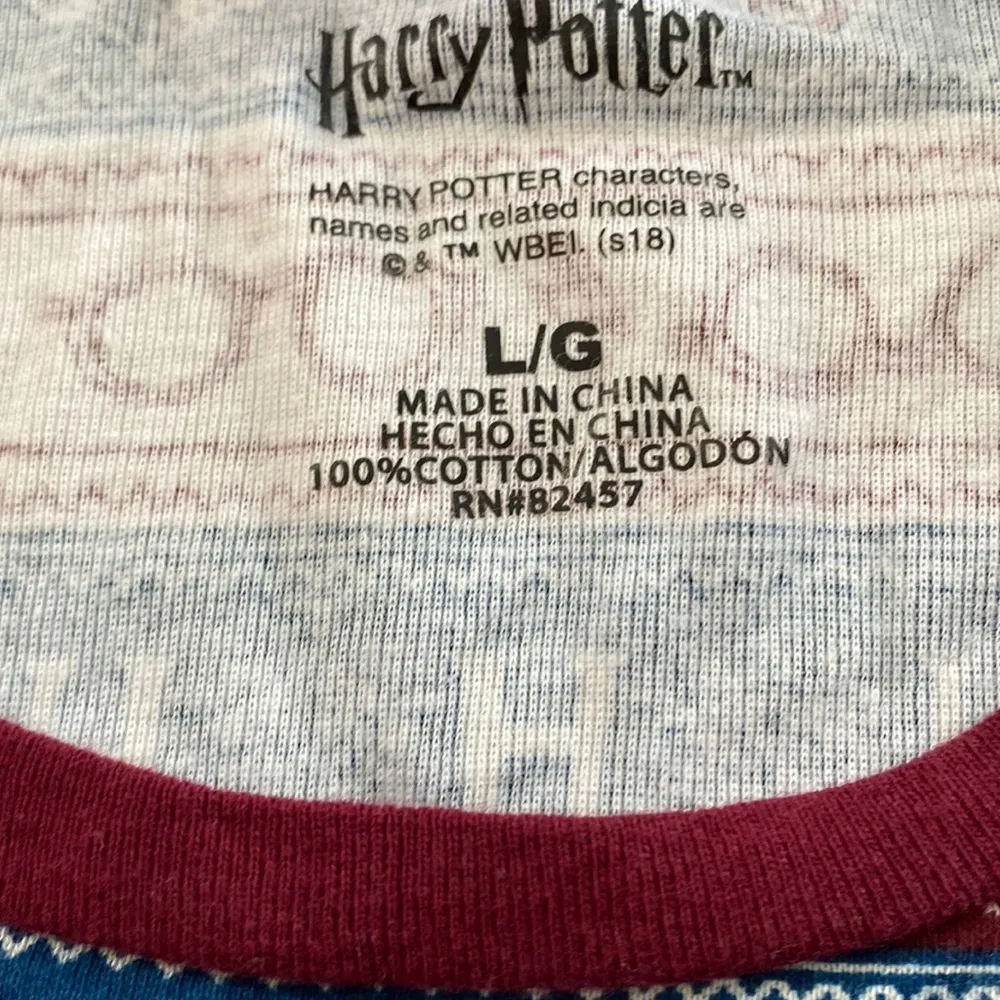 Harry Potter™
HARRY POTTER characters,
names and related indicia are
© & ™ WBEI. (s18)
L/G
MADE IN CHINA
HECHO EN CHINA
100%COTTON/ALGODÓN
RN#82457
H H